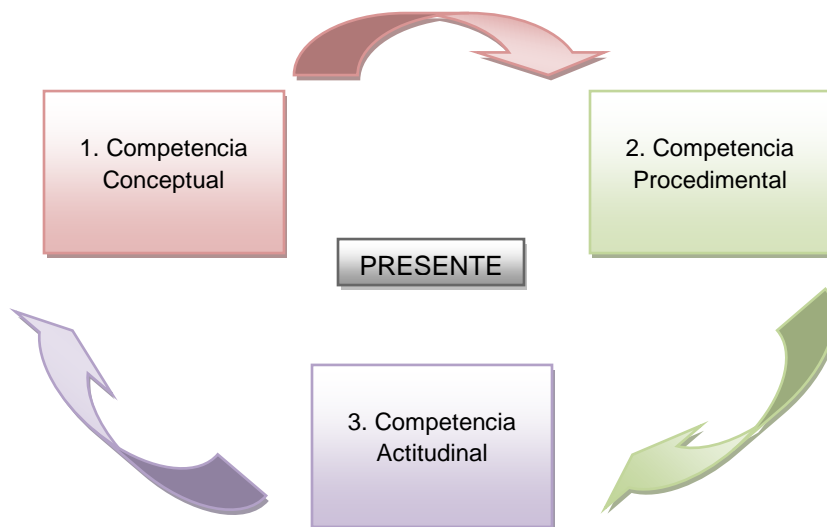 1. Competencia
Conceptual
2. Competencia
Procedimental
PRESENTE
3. Competencia
Actitudinal